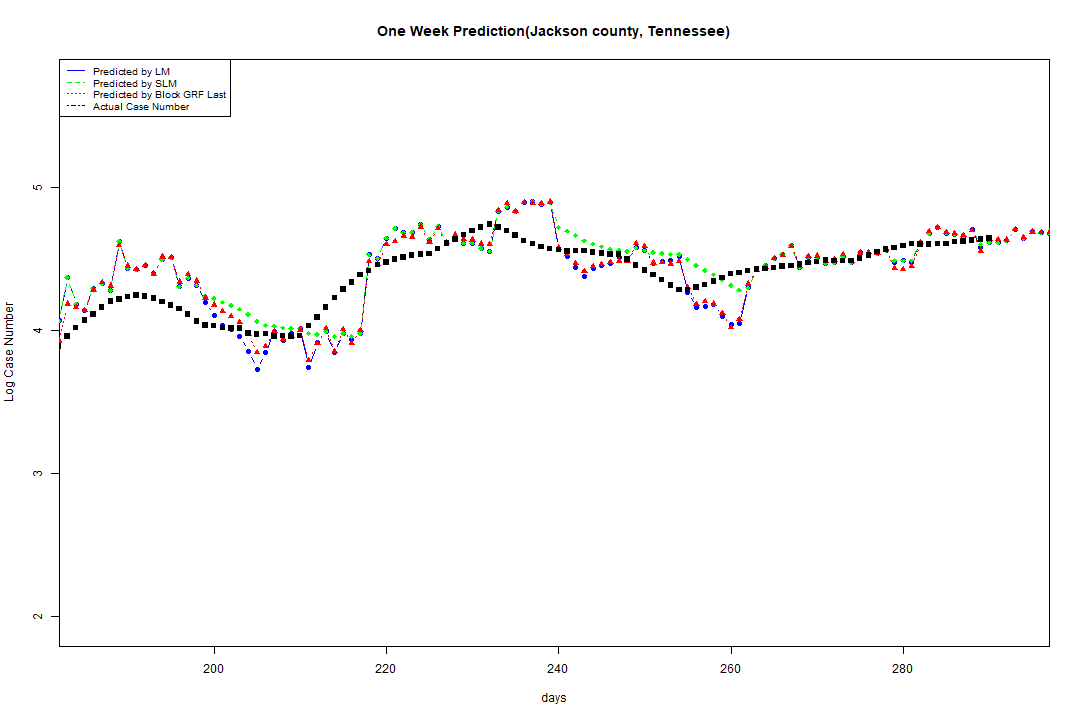 One Week Prediction(Jackson county, Tennessee)
Predicted by LM
Predicted by SLM
Predicted by Block GRF Last
Actual Case Number
5
4
3
2
Log Case Number
200 220 240 260 280
days